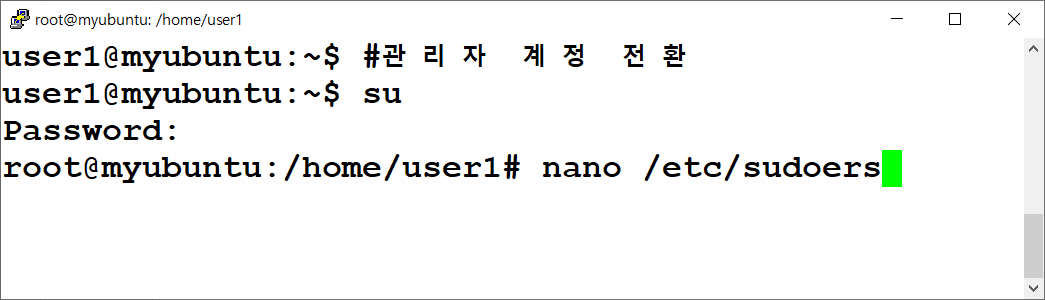 root@myubuntu: /home/user1
user1@myubuntu:~$ #관리자 계정 전환
user1@myubuntu:~$ su
Password:
root@myubuntu:/home/user1# nano /etc/sudoers